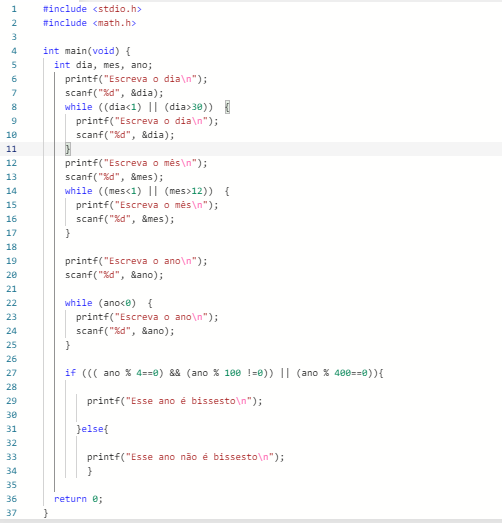 1 #include <stdio.h>
2 #include <math.h>
3
4 int main(void) {
5 int dia, mes, ano;
6 printf("Escreva o dia\n");
7 scanf("%d", &dia);
8 while ((dia<1) || (dia>30)) {
9 printf("Escreva o dia\n");
10 scanf("%d", &dia);
11 }
12 printf("Escreva o mês\n");
13 scanf("%d", &mes);
14 while ((mes<1) || (mes>12)) {
15 printf("Escreva o mês\n");
16 scanf("%d", &mes);
17 }
18
19 printf("Escreva o ano\n");
20 scanf("%d", &ano);
21
22 while (ano<0) {
23 printf("Escreva o ano\n");
24 scanf("%d", &ano);
25 }
26
27 if ((( ano % 4==0) && (ano % 100 !=0)) || (ano % 400==0)){
28
29 printf("Esse ano é bissesto\n");
30
31 }else{
32
33 printf("Esse ano não é bissesto\n");
34 }
35
36 return 0;
37 }